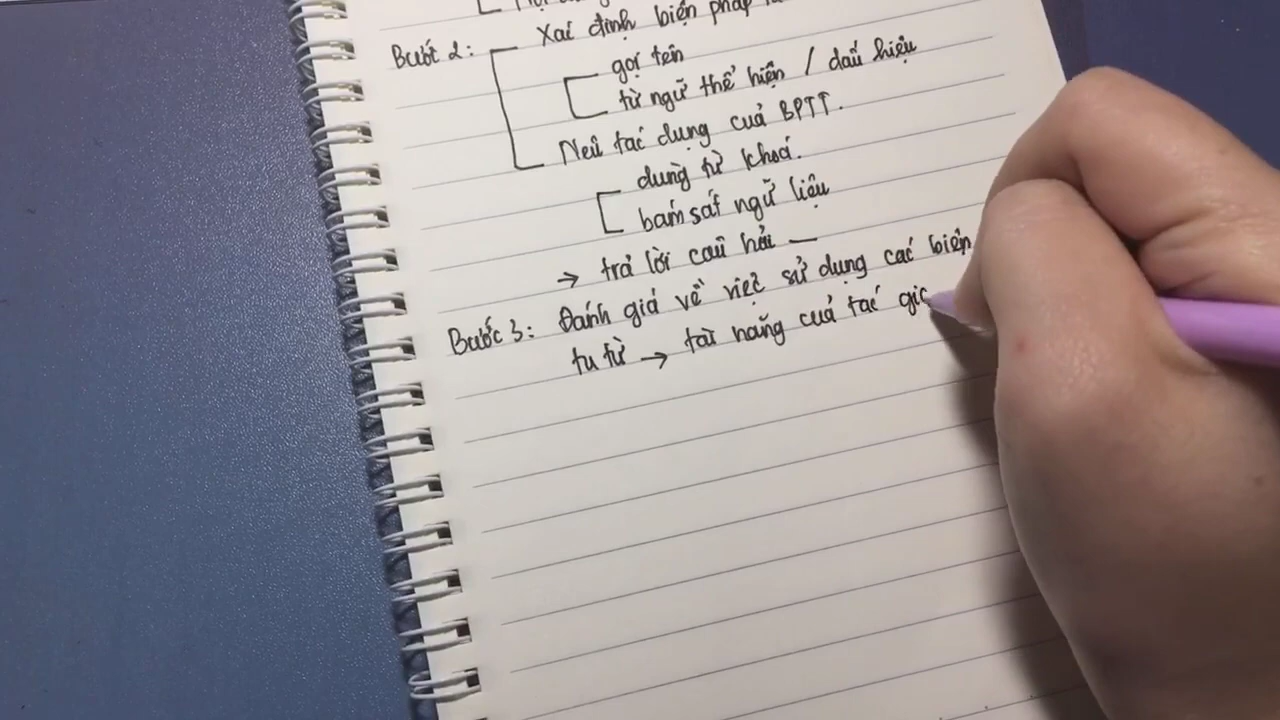 Xác định biện pháp
Bước 2:
gọi tên
từ ngữ thể hiện / dấu hiệu
Nêu tác dụng của BPTT.
dùng từ khoá.
bám sát ngữ liệu
→ trả lời câu hỏi —
Bước 3: Đánh giá về việc sử dụng các biện
tu từ → tài năng của tác giả